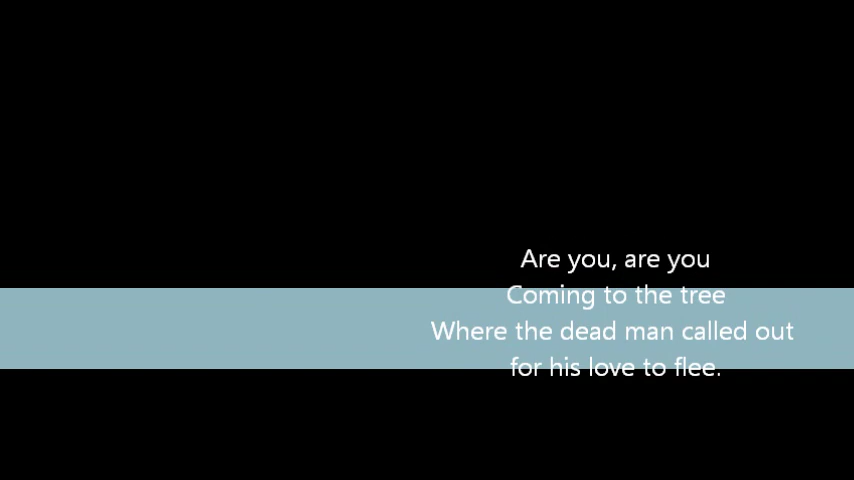 Are you, are you
Coming to the tree
Where the dead man called out
for his love to flee.